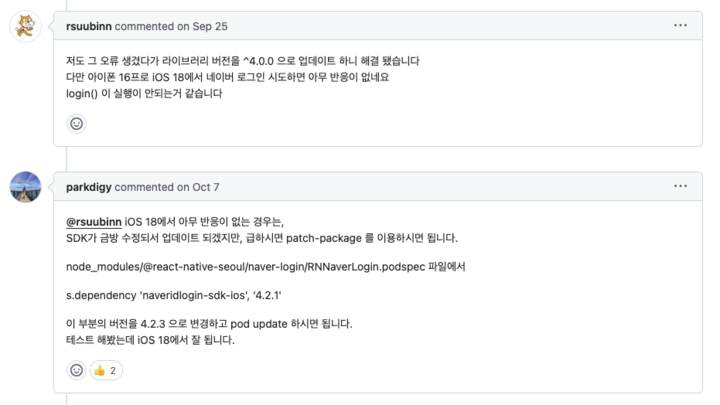 rsuubinn commented on Sep 25
저도 그 오류 생겼다가 라이브러리 버전을 ^4.0.0 으로 업데이트 하니 해결 됐습니다
다만 아이폰 16프로 iOS 18에서 네이버 로그인 시도하면 아무 반응이 없네요
login() 이 실행이 안되는거 같습니다
parkdigy commented on Oct 7
@rsuubinn iOS 18에서 아무 반응이 없는 경우는,
SDK가 금방 수정되서 업데이트 되겠지만, 급하시면 patch-package 를 이용하시면 됩니다.
node_modules/@react-native-seoul/naver-login/RNNaverLogin.podspec 파일에서
s.dependency 'naveridlogin-sdk-ios', '4.2.1'
이 부분의 버전을 4.2.3 으로 변경하고 pod update 하시면 됩니다.
테스트 해봤는데 iOS 18에서 잘 됩니다.
2